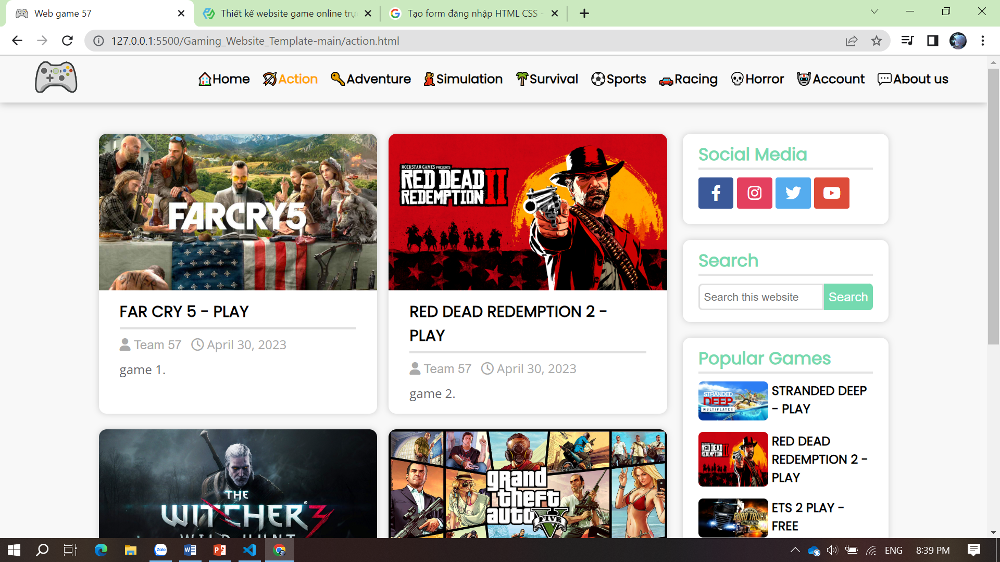 Web game 57
Thiết kế website game online trự
Tạo form đăng nhập HTML CSS -
127.0.0.1:5500/Gaming_Website_Template-main/action.html
Home Action Adventure Simulation Survival Sports Racing Horror Account About us
FARCRY5
SINNER
FAR CRY 5 - PLAY
Team 57 April 30, 2023
game 1.
ROCKSTAR GAMES PRESENTS
RED DEAD
REDEMPTION II
RED DEAD REDEMPTION 2 -
PLAY
Team 57 April 30, 2023
game 2.
THE
WITCHER 3
WILD HUNT
grand
theft
auto
FIVE
Social Media
Search
Search this website Search
Popular Games
STRANDED
DEEP
MULTIPLAYER
STRANDED DEEP
- PLAY
RED DEAD
REDEMPTION II
RED DEAD
REDEMPTION 2 -
PLAY
EURO TRUCK
SIMULATOR 2
ETS 2 PLAY -
FREE
Zalo
ENG 8:39 PM